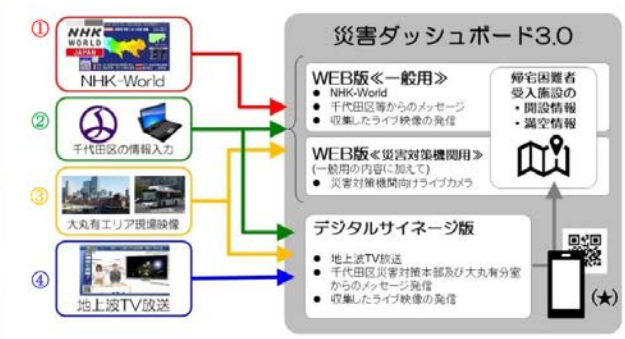 ①
NHK
WORLD
JAPAN
NHK-World
②
千代田区の情報入力
③
大丸有エリア現場映像
④
地上波TV放送
災害ダッシュボード3.0
WEB版≪一般用≫
● NHK-World
● 千代田区等からのメッセージ
● 収集したライブ映像の発信
WEB版≪災害対策機関用≫
(一般用の内容に加えて)
● 災害対策機関向けライブカメラ
帰宅困難者
受入施設の
・開設情報
・満空情報
デジタルサイネージ版
● 地上波TV放送
● 千代田区災害対策本部及び大丸有分室
からのメッセージ発信
● 収集したライブ映像の発信
(★)